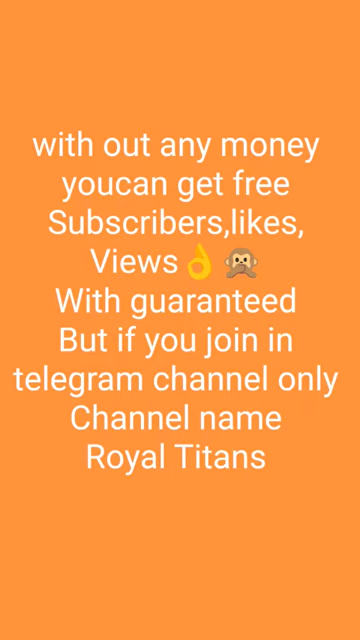 with out any money
youcan get free
Subscribers,likes,
Views👌🙊
With guaranteed
But if you join in
telegram channel only
Channel name
Royal Titans